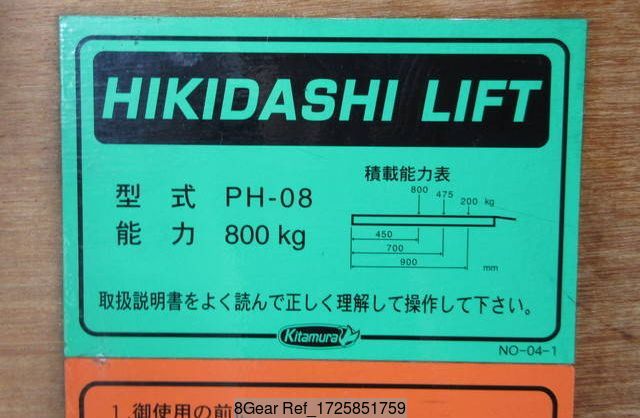 HIKIDASHI LIFT
型 式 PH-08
能 力 800 kg
積載能力表
800 475 200 kg
450
700
900 mm
取扱説明書をよく読んで正しく理解して操作して下さい。
Kitamura
NO-04-1
1.御使用の前
8Gear Ref_1725851759